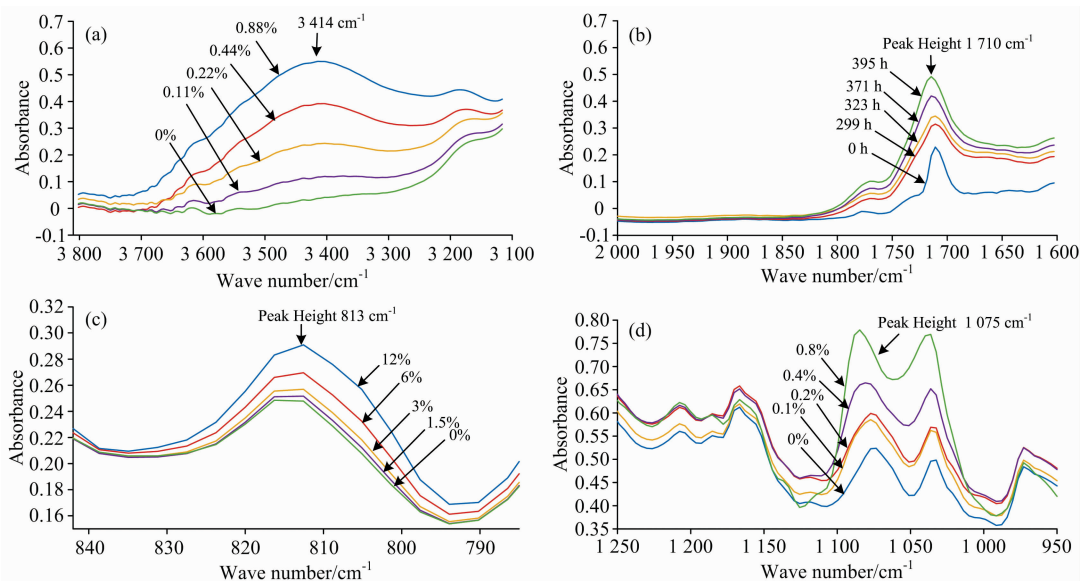 (a)
0.88%
3 414 cm-1
0.44%
0.22%
0.11%
0%
0.7
0.6
0.5
0.4
0.3
0.2
0.1
0
-0.1
Absorbance
3 800 3 700 3 600 3 500 3 400 3 300 3 200 3 100
Wave number/cm-1
(b)
Peak Height 1 710 cm-1
395 h
371 h
323 h
299 h
0 h
0.7
0.6
0.5
0.4
0.3
0.2
0.1
0
-0.1
Absorbance
2 000 1 950 1 900 1 850 1 800 1 750 1 700 1 650 1 600
Wave number/cm-1
(c)
Peak Height 813 cm-1
12%
6%
3%
1.5%
0%
0.32
0.30
0.28
0.26
0.24
0.22
0.20
0.18
0.16
Absorbance
840 830 820 810 800 790
Wave number/cm-1
(d)
Peak Height 1 075 cm-1
0.8%
0.4%
0.2%
0.1%
0%
0.80
0.75
0.70
0.65
0.60
0.55
0.50
0.45
0.40
0.35
Absorbance
1 250 1 200 1 150 1 100 1 050 1 000 950
Wave number/cm-1